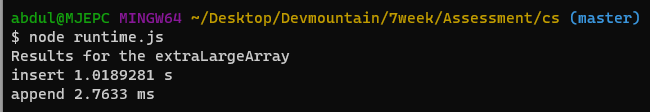 abdul@MJEPC MINGW64 ~/Desktop/Devmountain/7week/Assessment/cs (master)
$ node runtime.js
Results for the extraLargeArray
insert 1.0189281 s
append 2.7633 ms